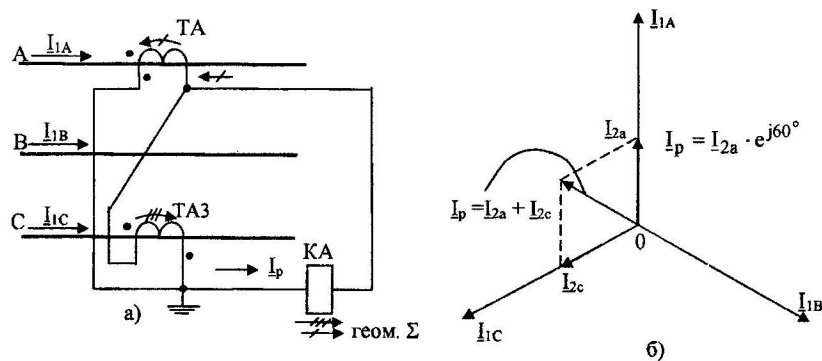 TA
A I1A
B I1B
C I1C
TA3
KA
Ip
геом. Σ
а)
I1A
I2a
Ip = I2a · e^j60°
Ip = I2a + I2c
0
I2c
I1C
I1B
б)